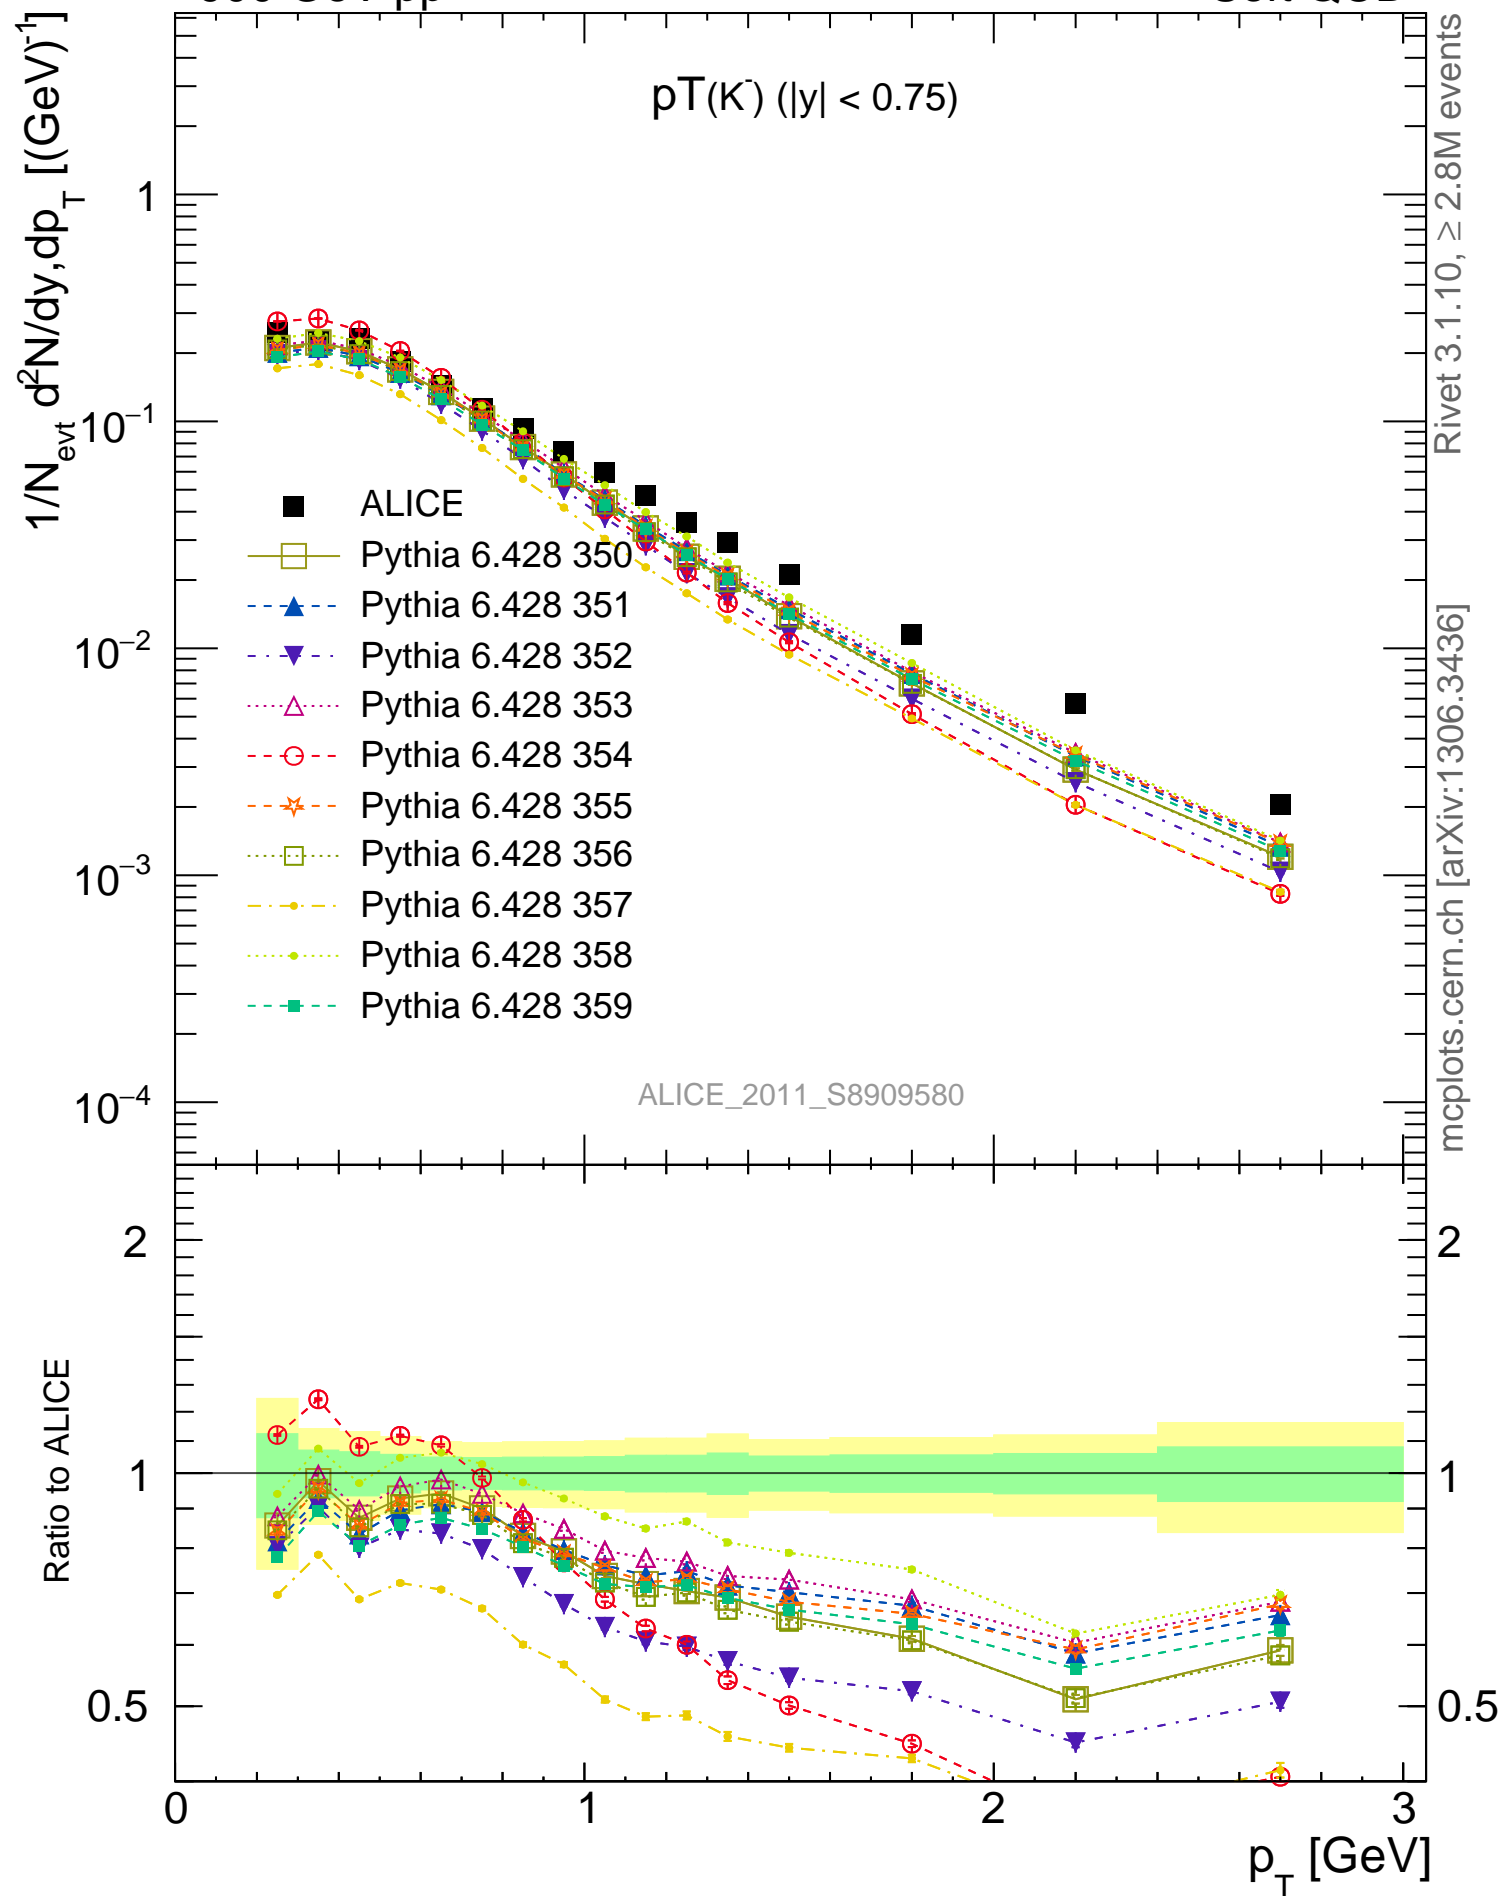 pT(K⁻) (|y| < 0.75)
1/N_evt d²N/dy,dp_T [(GeV)⁻¹]
1
10⁻¹
10⁻²
10⁻³
10⁻⁴
ALICE
Pythia 6.428 350
Pythia 6.428 351
Pythia 6.428 352
Pythia 6.428 353
Pythia 6.428 354
Pythia 6.428 355
Pythia 6.428 356
Pythia 6.428 357
Pythia 6.428 358
Pythia 6.428 359
ALICE_2011_S8909580
Rivet 3.1.10, ≥ 2.8M events
mcplots.cern.ch [arXiv:1306.3436]
Ratio to ALICE
2
1
0.5
2
1
0.5
0
1
2
3
p_T [GeV]